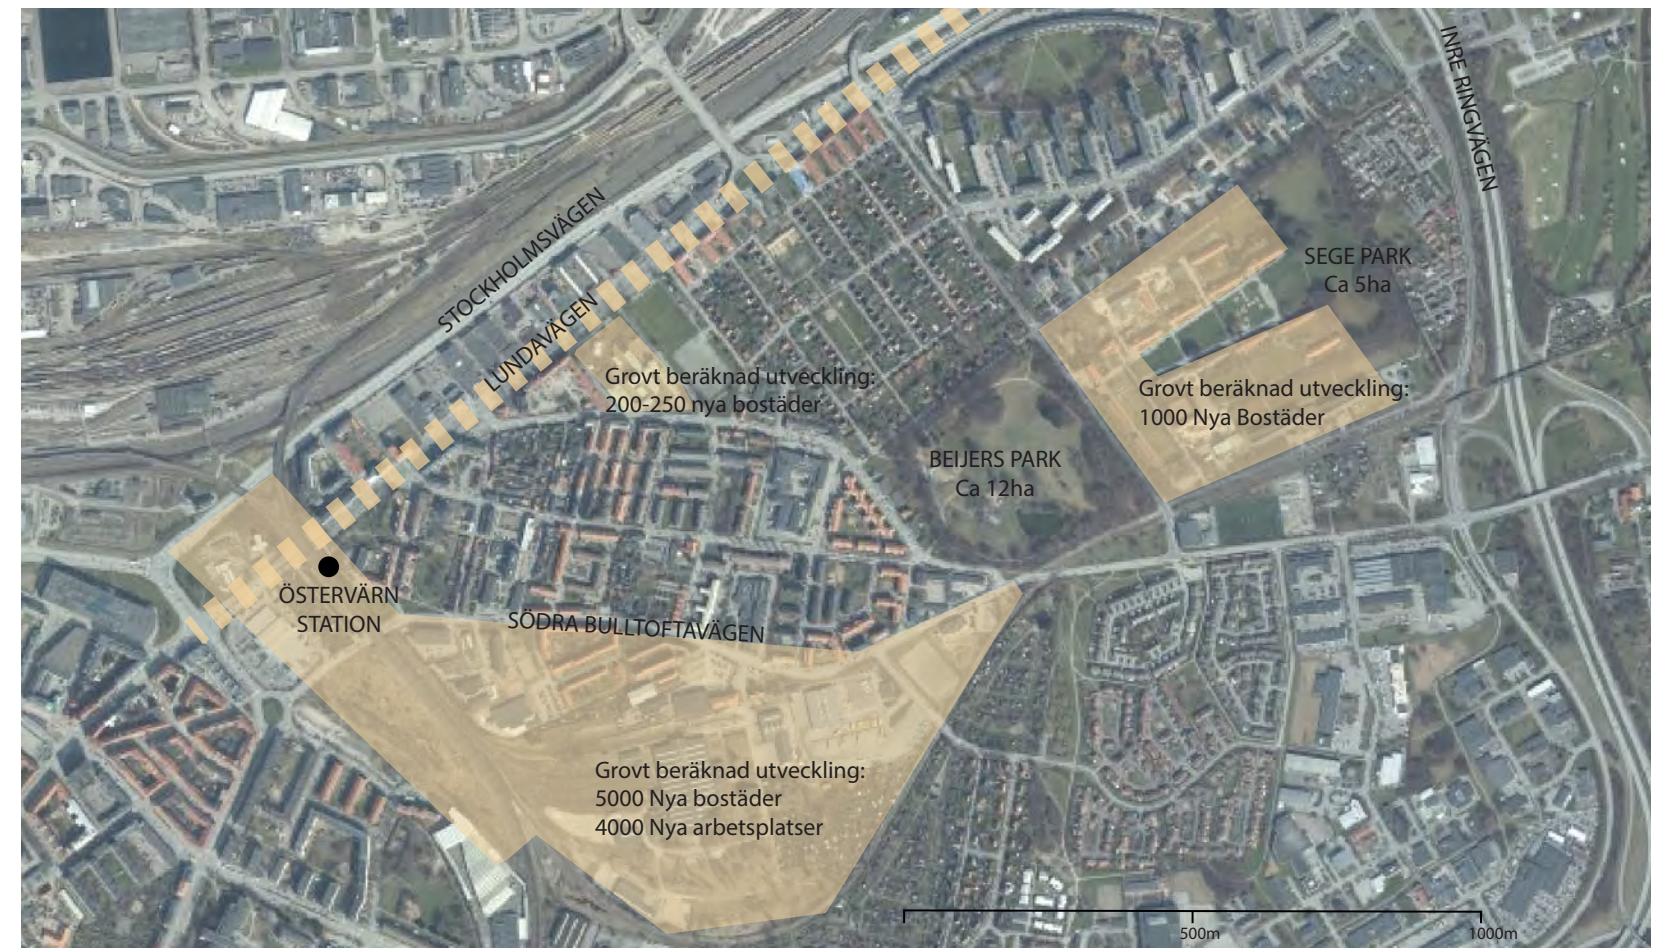 INRE RINGVÄGEN
STOCKHOLMSVÄGEN
SEGE PARK
Ca 5ha
LUNDAVÄGEN
Grovt beräknad utveckling:
200-250 nya bostäder
Grovt beräknad utveckling:
1000 Nya Bostäder
BEIJERS PARK
Ca 12ha
ÖSTERVÄRN
STATION
SÖDRA BULLTOFTAVÄGEN
Grovt beräknad utveckling:
5000 Nya bostäder
4000 Nya arbetsplatser
500m
1000m